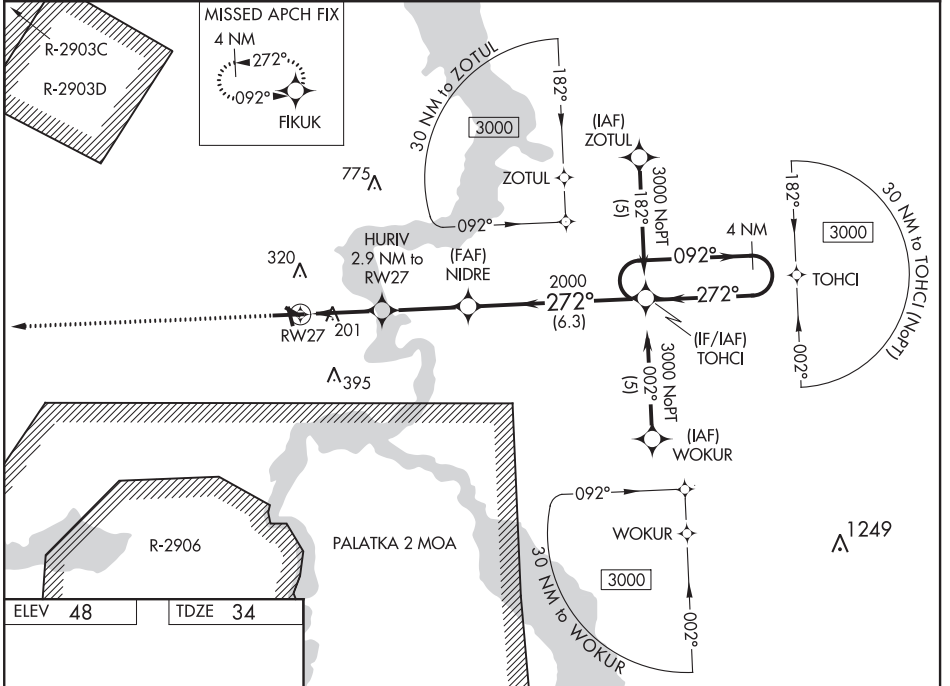 MISSED APCH FIX
4 NM
272°
092°
FIKUK
R-2903C
R-2903D
30 NM to ZOTUL
182°
3000
ZOTUL
092°
(IAF)
ZOTUL
3000 NoPT
182°
(5)
4 NM
092°
272°
182°
3000
TOHCI
30 NM to TOHCI (NoPT)
002°
775
HURIV
2.9 NM to
RW27
(FAF)
NIDRE
2000
272°
(6.3)
320
RW27
201
395
(IF/IAF)
TOHCI
3000 NoPT
002°
(5)
(IAF)
WOKUR
092°
WOKUR
3000
30 NM to WOKUR
002°
1249
R-2906
PALATKA 2 MOA
ELEV 48
TDZE 34